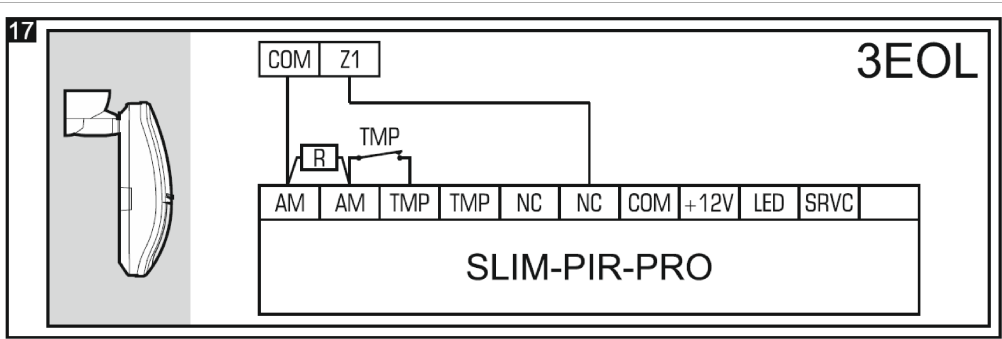 17
3EOL
COM Z1
TMP
R
AM AM TMP TMP NC NC COM +12V LED SRVC
SLIM-PIR-PRO